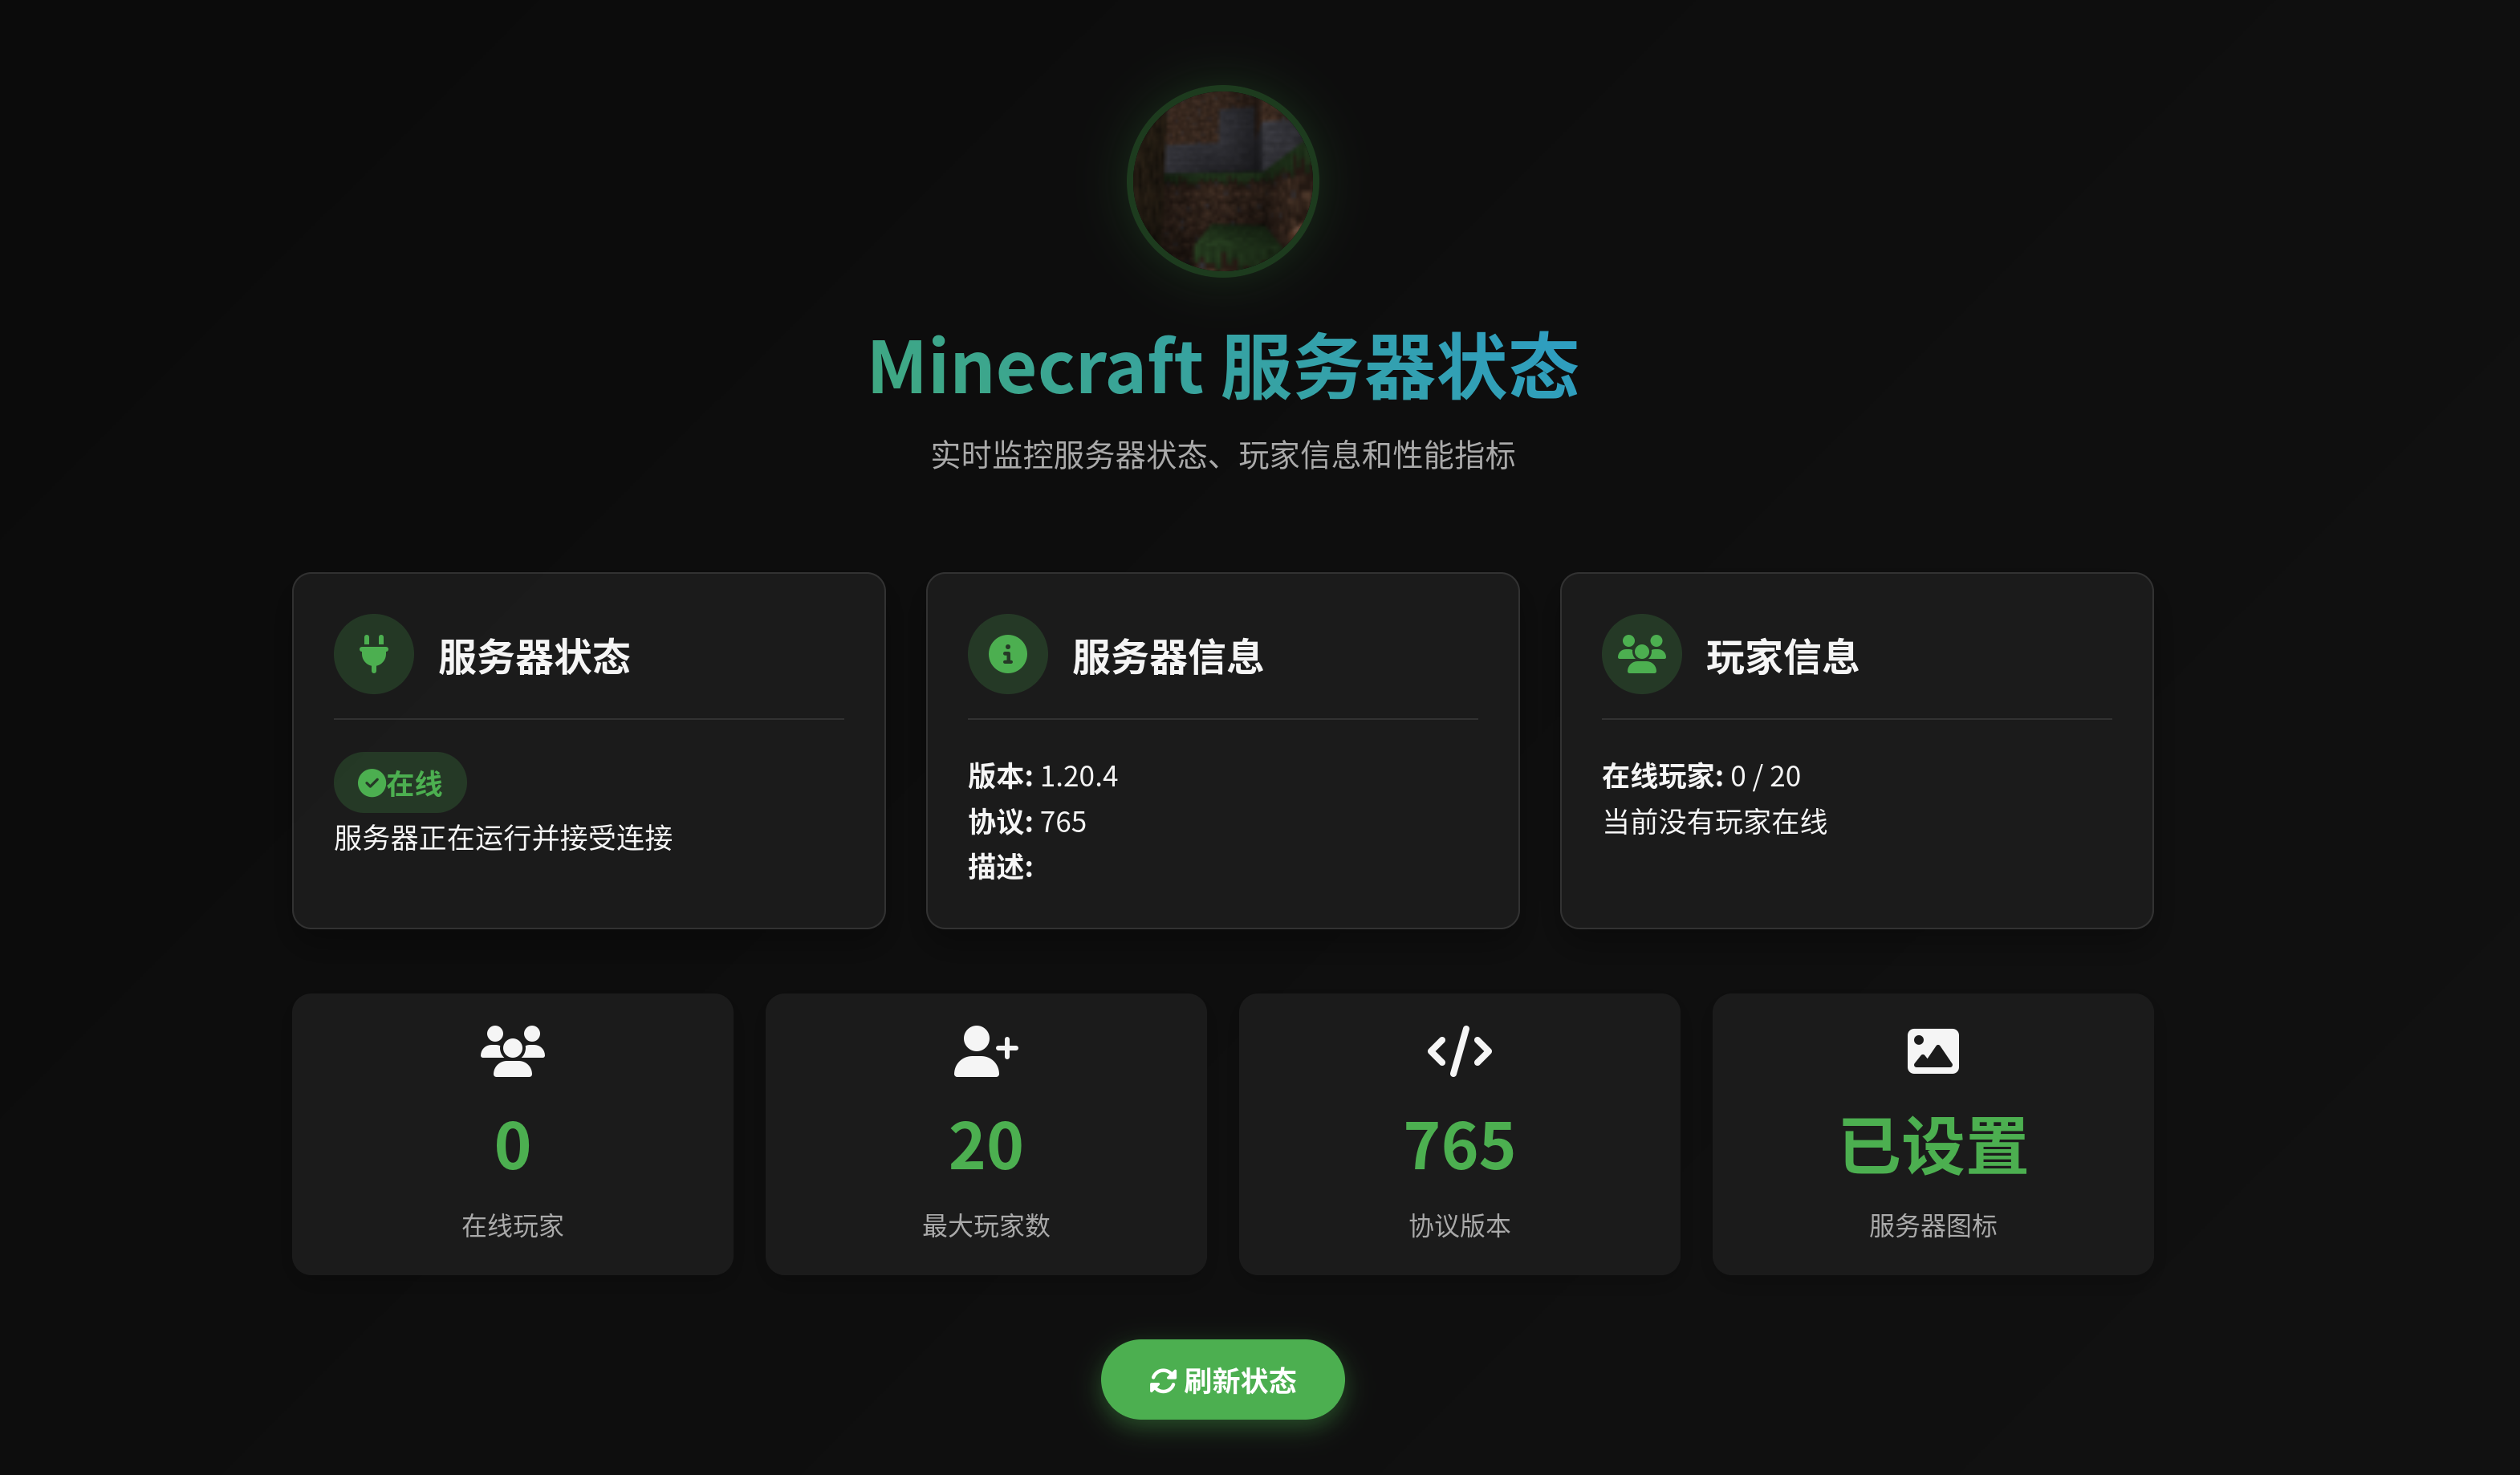 Minecraft 服务器状态
实时监控服务器状态、玩家信息和性能指标
服务器状态
在线
服务器正在运行并接受连接
服务器信息
版本: 1.20.4
协议: 765
描述:
玩家信息
在线玩家: 0 / 20
当前没有玩家在线
0
在线玩家
20
最大玩家数
765
协议版本
已设置
服务器图标
刷新状态